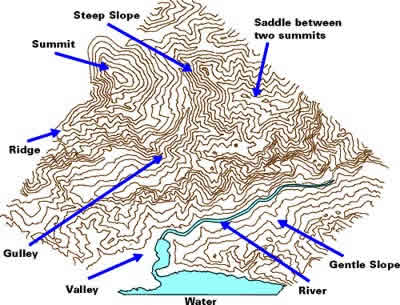 Steep Slope
Saddle between
two summits
Summit
Ridge
Gulley
Gentle Slope
Valley
River
Water